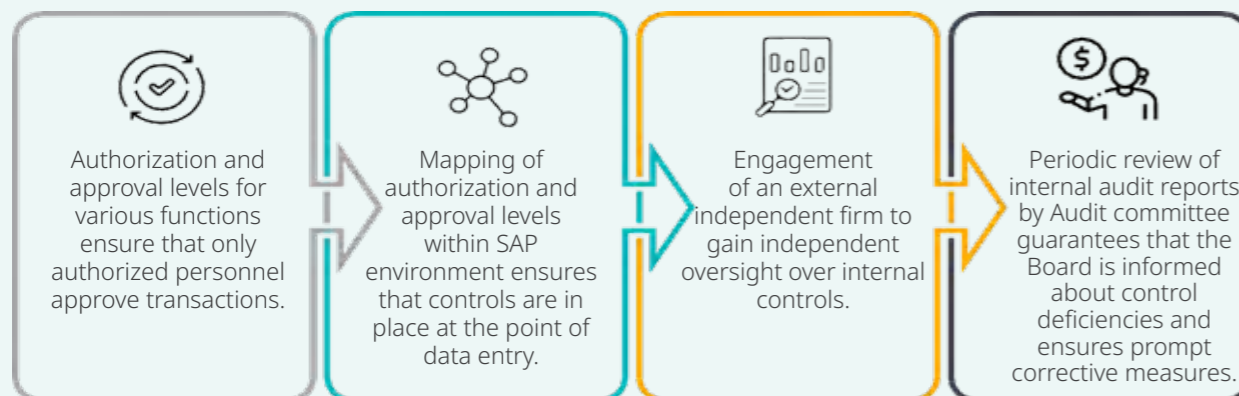 Authorization and
approval levels for
various functions
ensure that only
authorized personnel
approve transactions.
Mapping of
authorization and
approval levels
within SAP
environment ensures
that controls are in
place at the point of
data entry.
Engagement
of an external
independent firm to
gain independent
oversight over internal
controls.
$
Periodic review of
internal audit reports
by Audit committee
guarantees that the
Board is informed
about control
deficiencies and
ensures prompt
corrective measures.